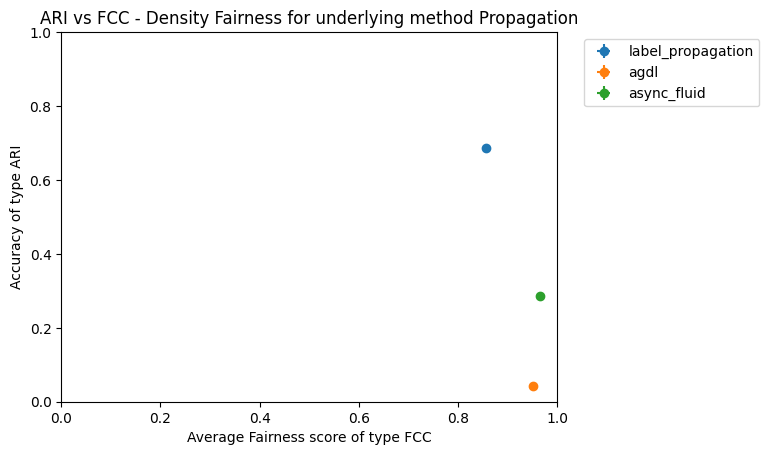 ARI vs FCC - Density Fairness for underlying method Propagation
1.0
0.8
0.6
0.4
0.2
0.0
Accuracy of type ARI
0.0 0.2 0.4 0.6 0.8 1.0
Average Fairness score of type FCC
label_propagation
agdl
async_fluid